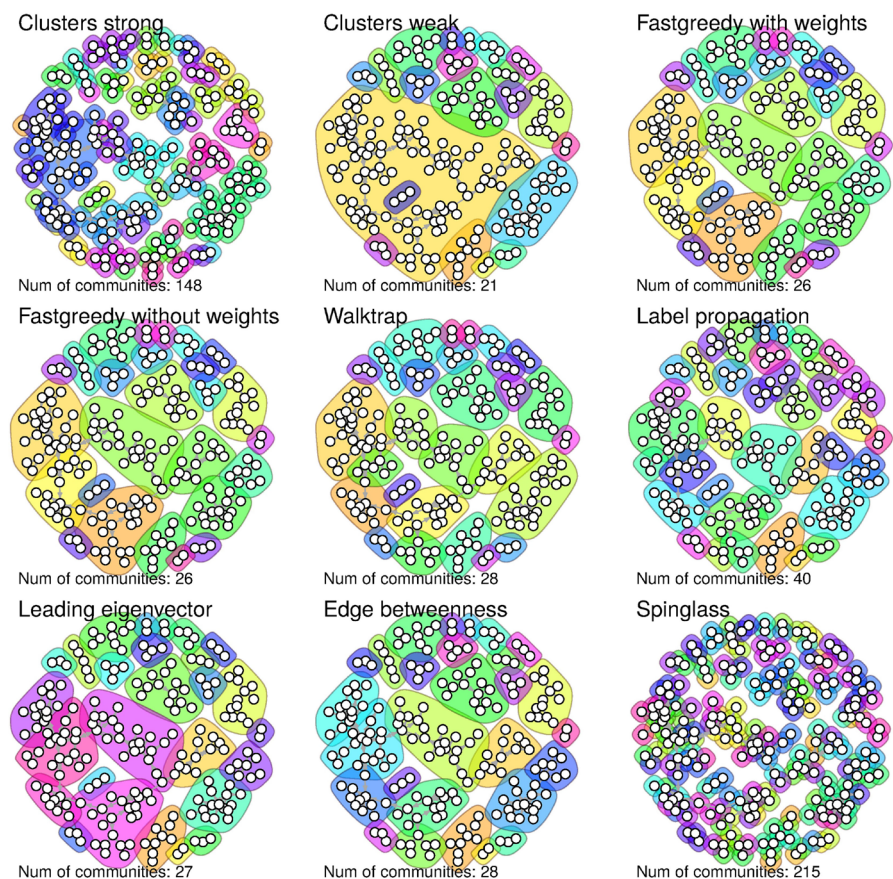 Clusters strong
Clusters weak
Fastgreedy with weights
Num of communities: 148
Num of communities: 21
Num of communities: 26
Fastgreedy without weights
Walktrap
Label propagation
Num of communities: 26
Num of communities: 28
Num of communities: 40
Leading eigenvector
Edge betweenness
Spinglass
Num of communities: 27
Num of communities: 28
Num of communities: 215